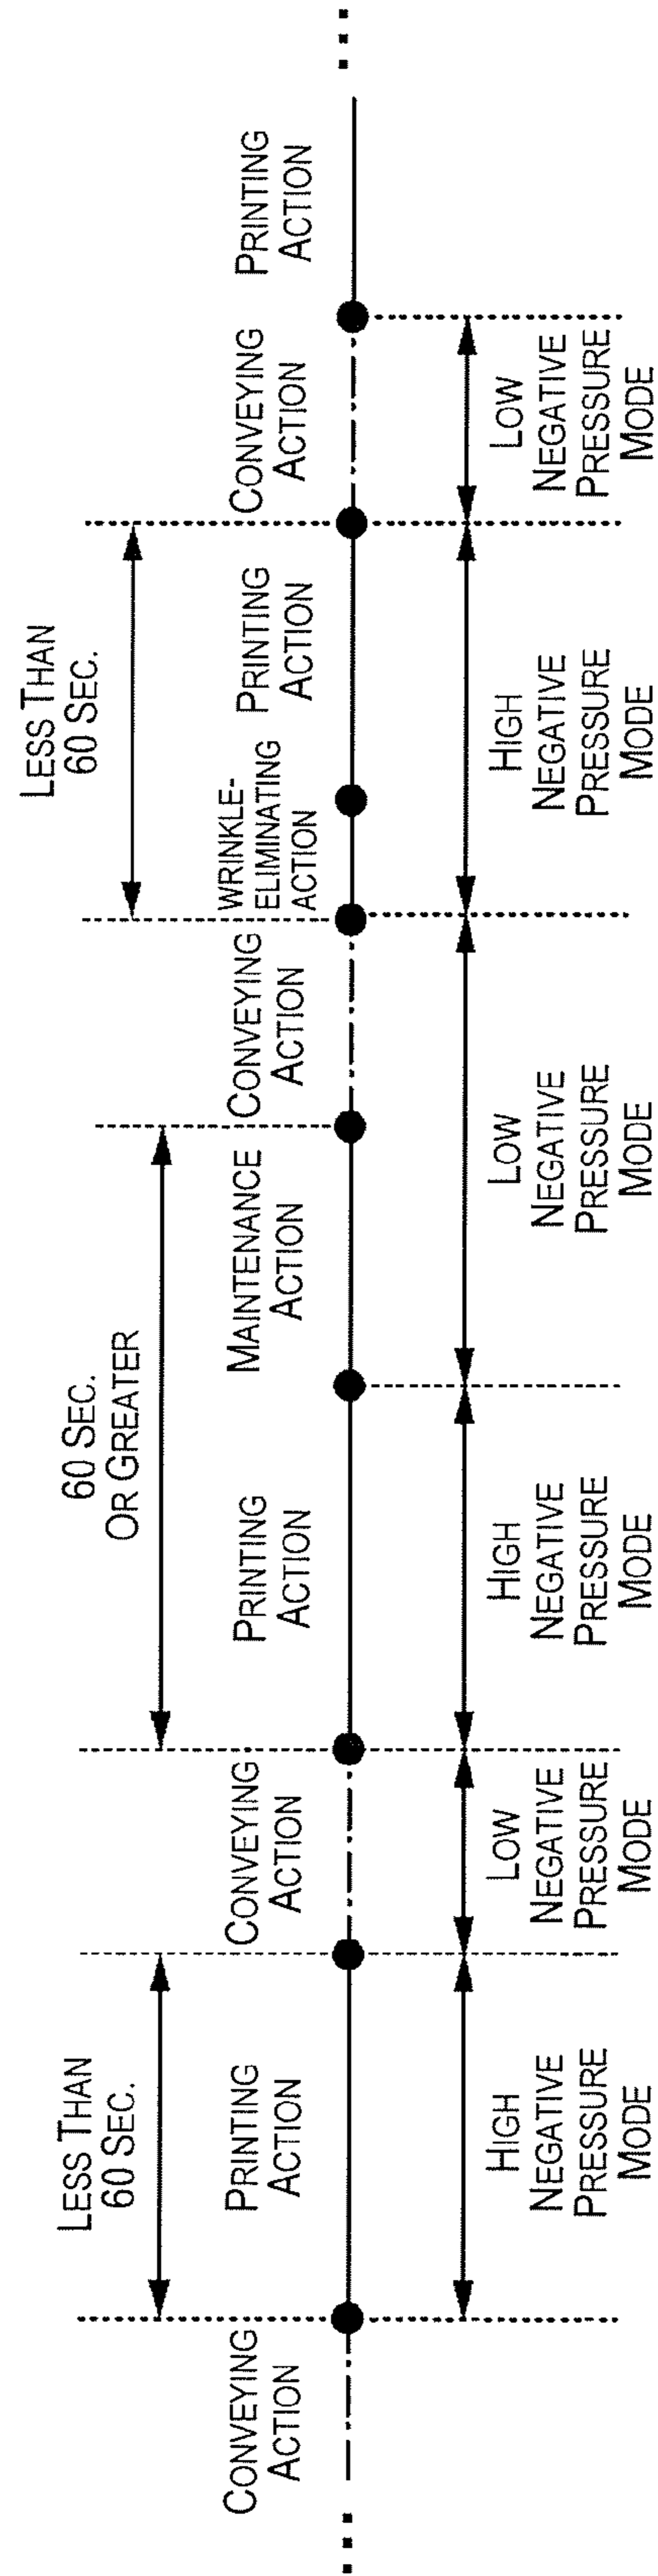 LESS THAN
60 SEC.
60 SEC.
OR GREATER
LESS THAN
60 SEC.
CONVEYING
ACTION
PRINTING
ACTION
CONVEYING
ACTION
PRINTING
ACTION
MAINTENANCE
ACTION
CONVEYING
ACTION
WRINKLE-
ELIMINATING
ACTION
PRINTING
ACTION
CONVEYING
ACTION
PRINTING
ACTION
HIGH
NEGATIVE
PRESSURE
MODE
LOW
NEGATIVE
PRESSURE
MODE
HIGH
NEGATIVE
PRESSURE
MODE
LOW
NEGATIVE
PRESSURE
MODE
HIGH
NEGATIVE
PRESSURE
MODE
LOW
NEGATIVE
PRESSURE
MODE